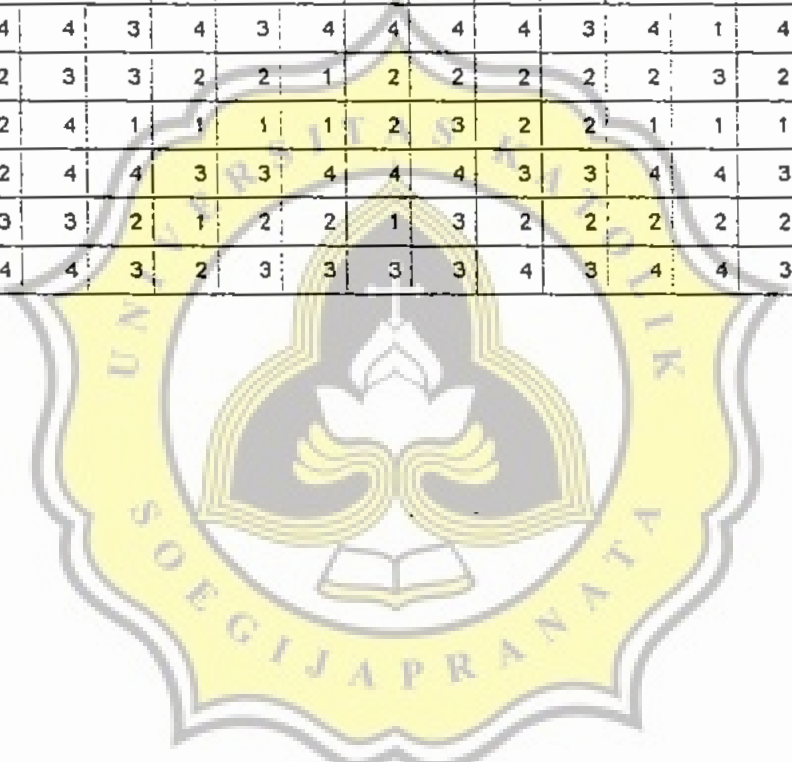 4 4 3 4 3 4 4 4 4 3 4 1 4
2 3 3 2 2 1 2 2 2 2 2 3 2
2 4 1 1 1 1 2 3 2 2 1 1 1
2 4 4 3 3 4 4 4 3 3 4 4 3
3 3 2 1 2 2 1 3 2 2 2 2 2
4 4 3 2 3 3 3 3 4 3 4 4 3
UNIVERSITAS KATOLIK
SOEGIJAPRANATA